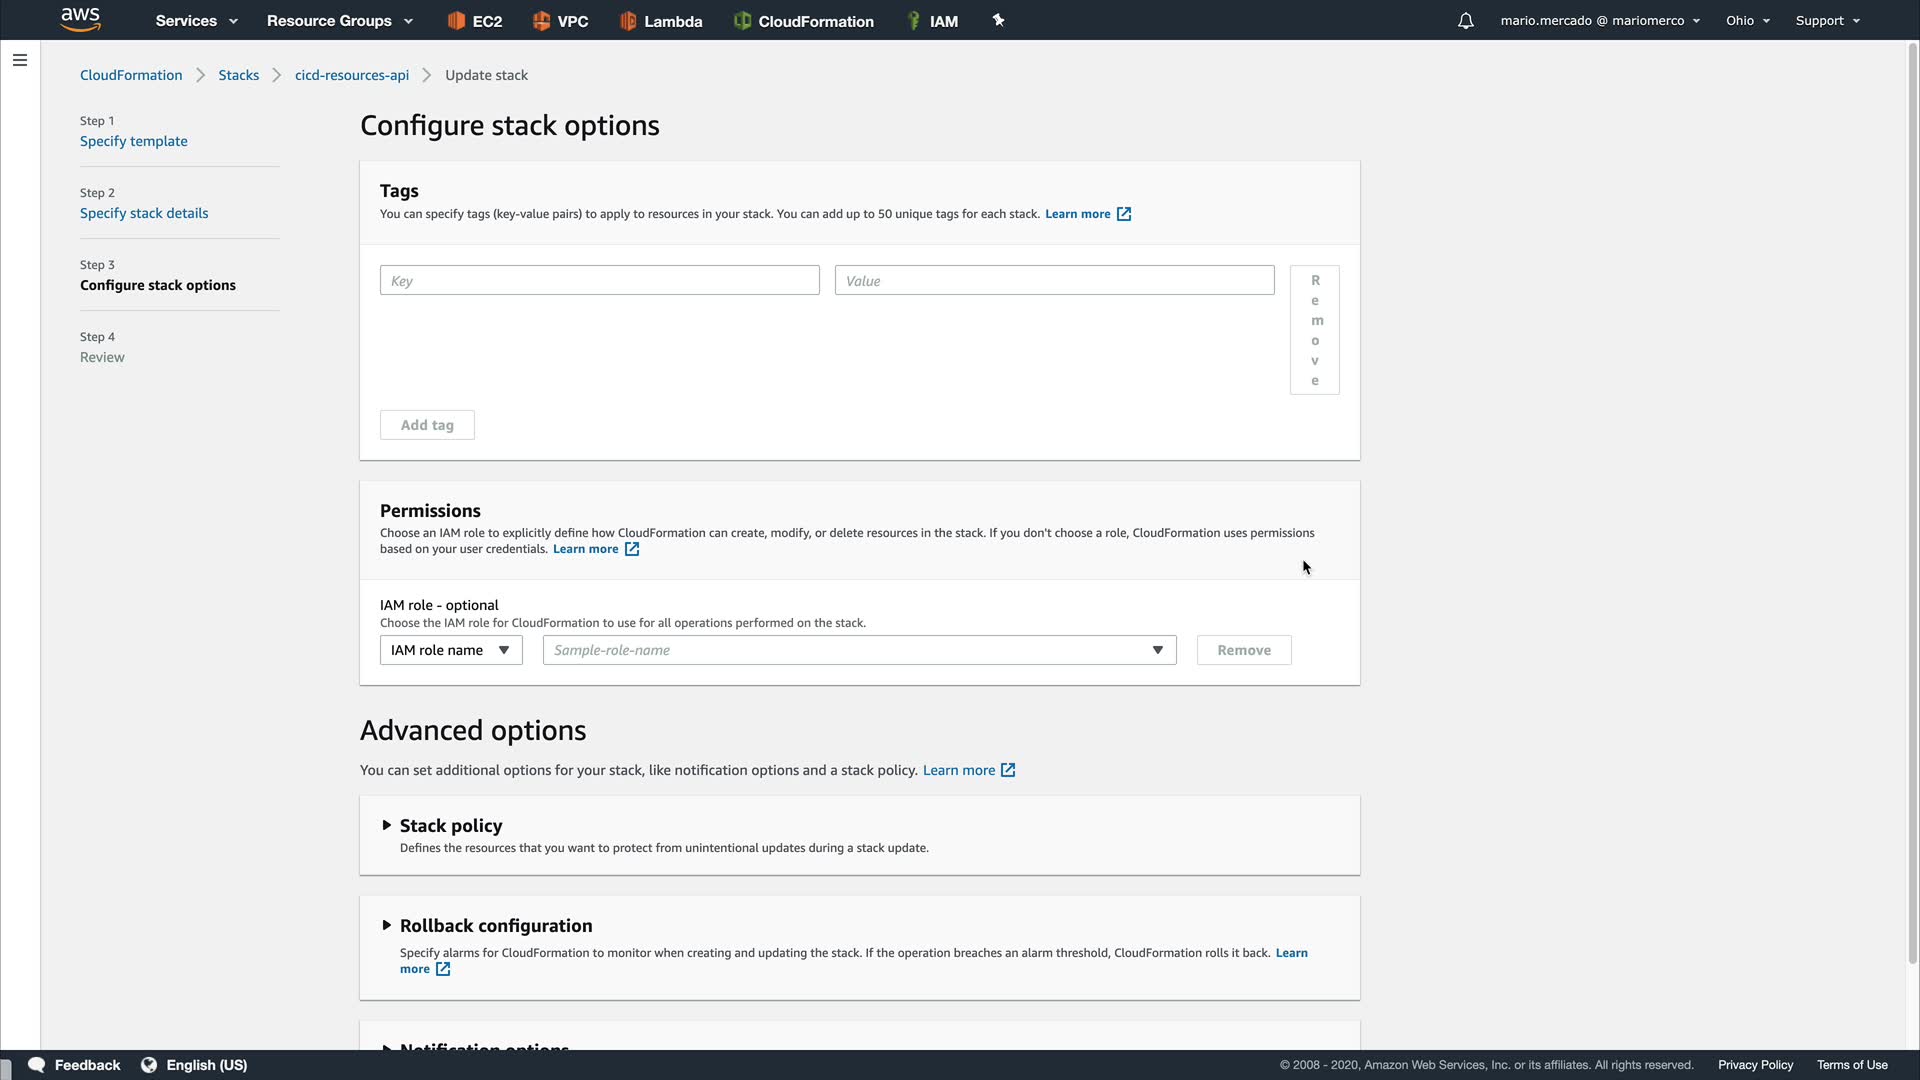 aws
Services
Resource Groups
EC2
VPC
Lambda
CloudFormation
IAM
mario.mercado @ mariomerco
Ohio
Support
CloudFormation
Stacks
cicd-resources-api
Update stack
Step 1
Specify template
Step 2
Specify stack details
Step 3
Configure stack options
Step 4
Review
Configure stack options
Tags
You can specify tags (key-value pairs) to apply to resources in your stack. You can add up to 50 unique tags for each stack. Learn more
Key
Value
R
e
m
o
v
e
Add tag
Permissions
Choose an IAM role to explicitly define how CloudFormation can create, modify, or delete resources in the stack. If you don't choose a role, CloudFormation uses permissions
based on your user credentials. Learn more
IAM role - optional
Choose the IAM role for CloudFormation to use for all operations performed on the stack.
IAM role name
Sample-role-name
Remove
Advanced options
You can set additional options for your stack, like notification options and a stack policy. Learn more
Stack policy
Defines the resources that you want to protect from unintentional updates during a stack update.
Rollback configuration
Specify alarms for CloudFormation to monitor when creating and updating the stack. If the operation breaches an alarm threshold, CloudFormation rolls it back. Learn
more
Notification options
Feedback
English (US)
© 2008 - 2020, Amazon Web Services, Inc. or its affiliates. All rights reserved.
Privacy Policy
Terms of Use